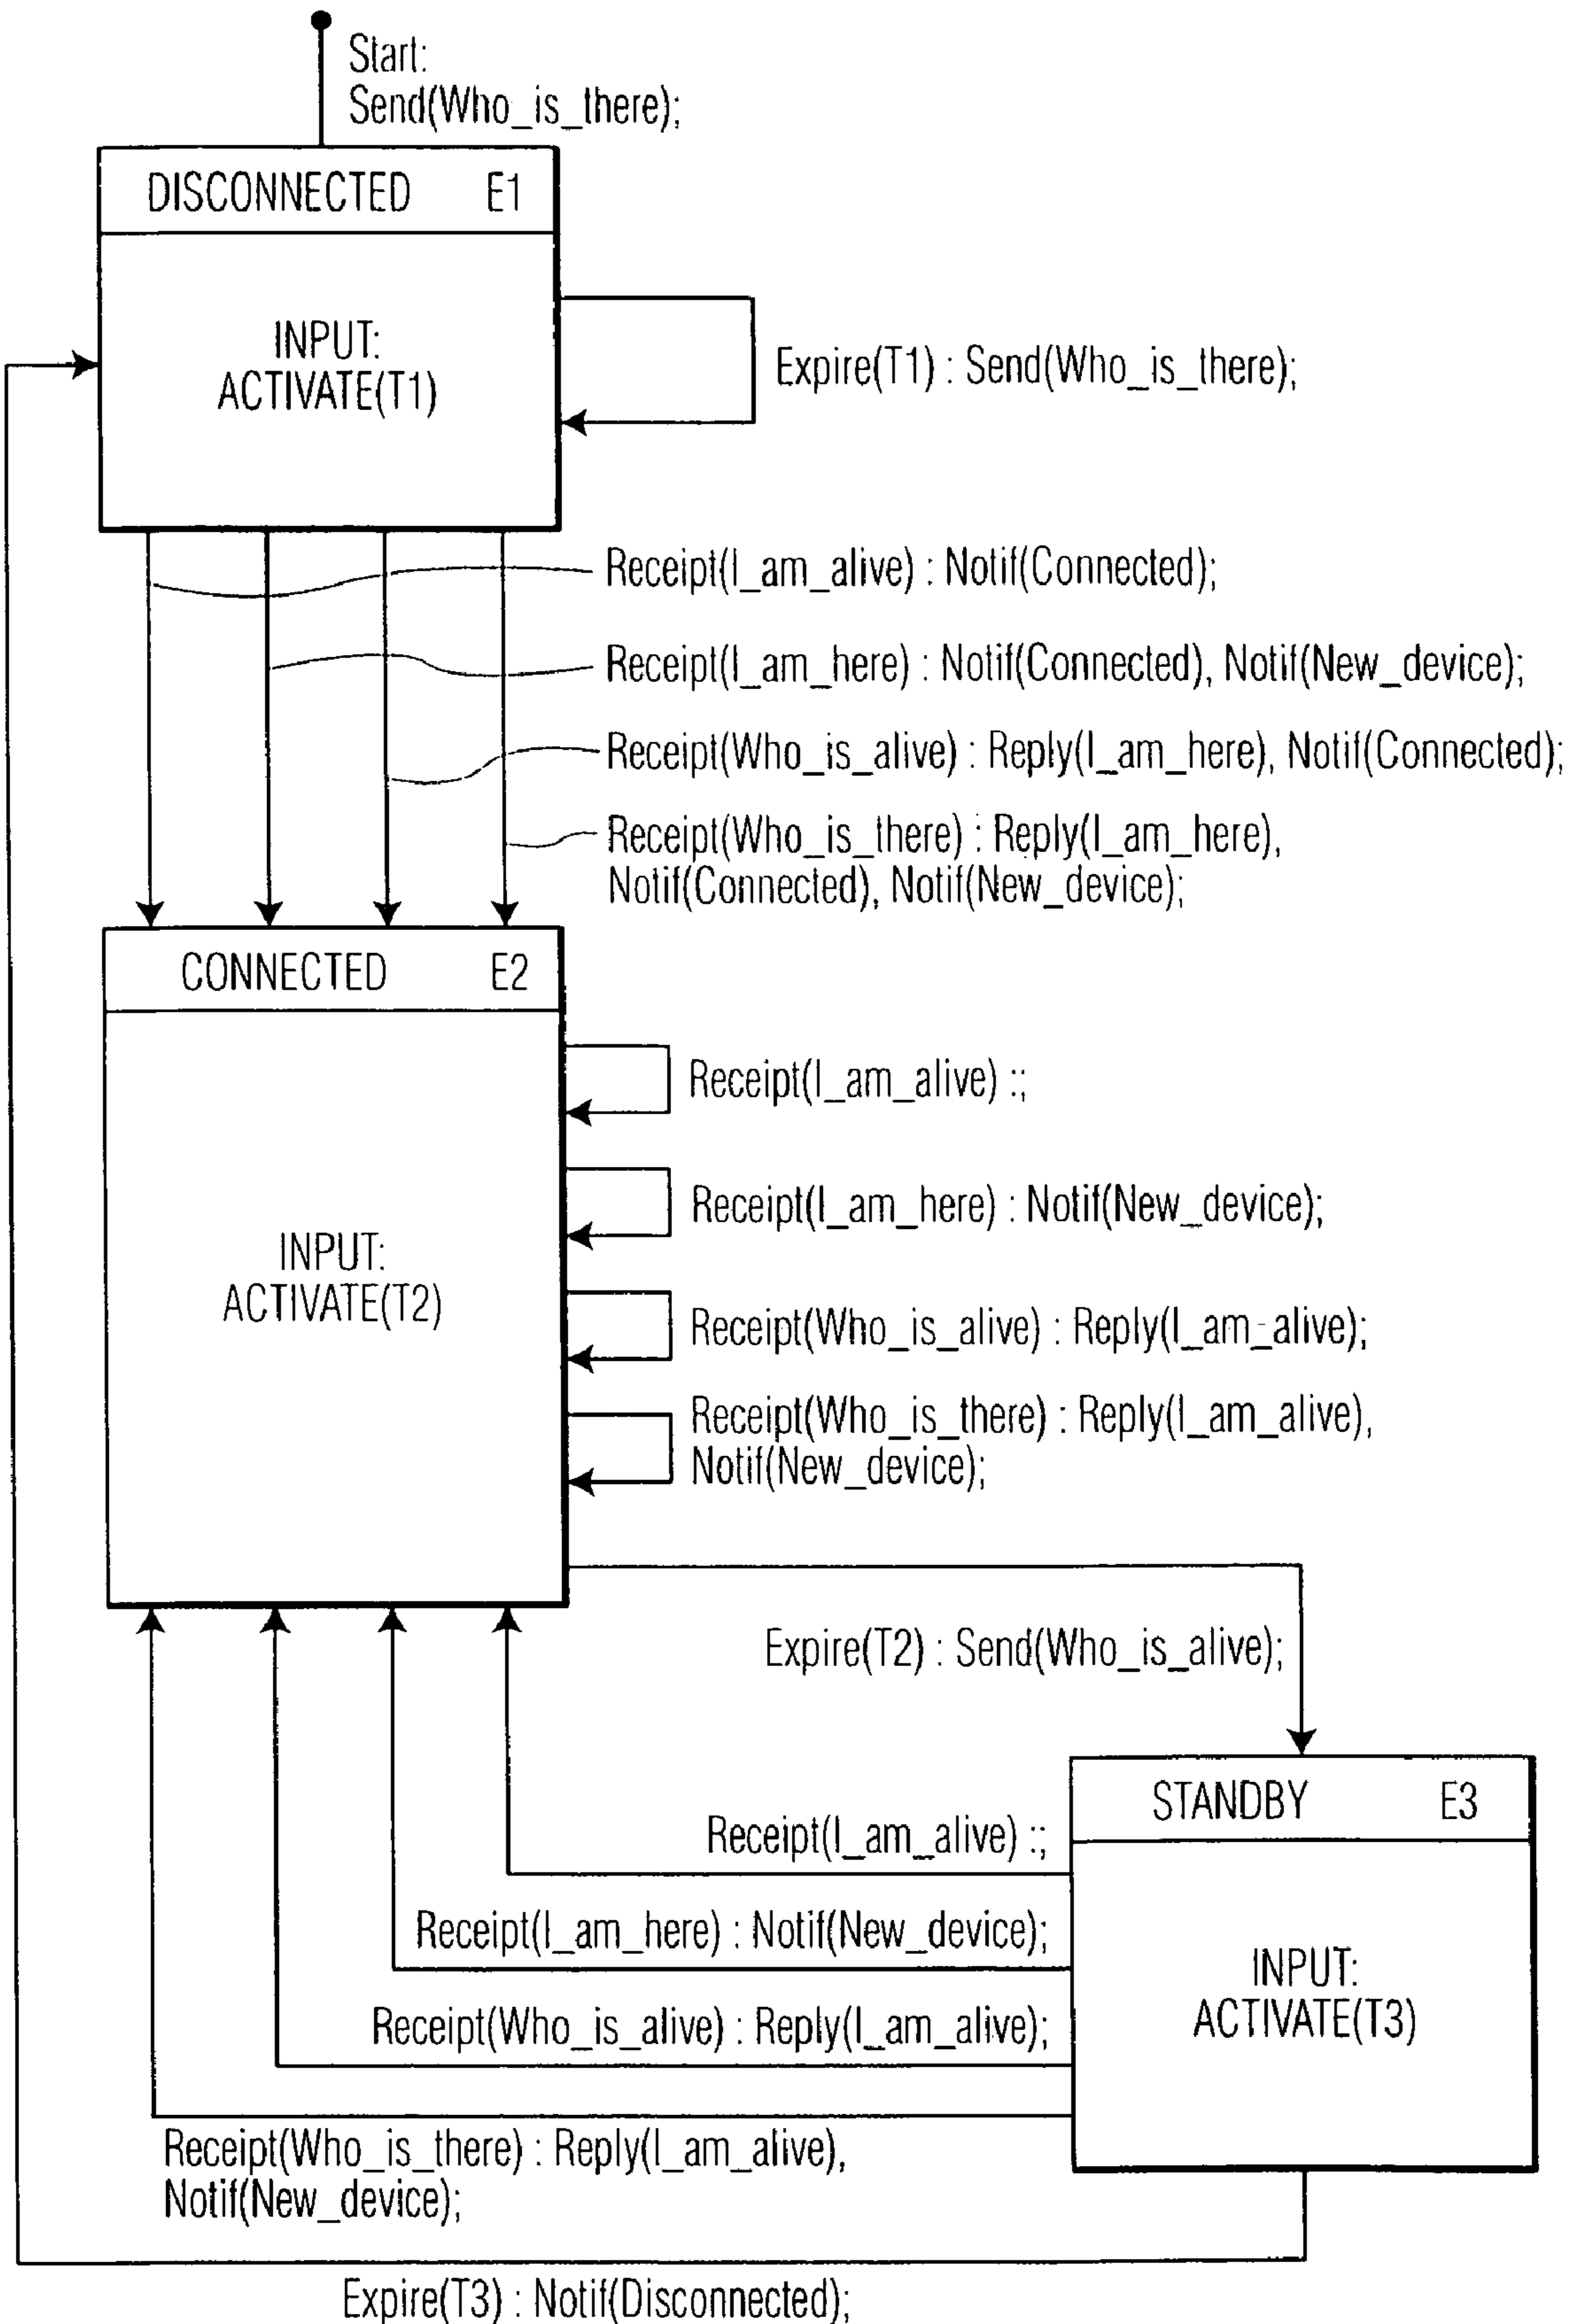 Start:
Send(Who_is_there);
DISCONNECTED E1
INPUT:
ACTIVATE(T1)
Expire(T1) : Send(Who_is_there);
Receipt(I_am_alive) : Notif(Connected);
Receipt(I_am_here) : Notif(Connected), Notif(New_device);
Receipt(Who_is_alive) : Reply(I_am_here), Notif(Connected);
Receipt(Who_is_there) : Reply(I_am_here),
Notif(Connected), Notif(New_device);
CONNECTED E2
Receipt(I_am_alive) :;
Receipt(I_am_here) : Notif(New_device);
INPUT:
ACTIVATE(T2)
Receipt(Who_is_alive) : Reply(I_am_alive);
Receipt(Who_is_there) : Reply(I_am_alive),
Notif(New_device);
Expire(T2) : Send(Who_is_alive);
STANDBY E3
Receipt(I_am_alive) :;
Receipt(I_am_here) : Notif(New_device);
INPUT:
ACTIVATE(T3)
Receipt(Who_is_alive) : Reply(I_am_alive);
Receipt(Who_is_there) : Reply(I_am_alive),
Notif(New_device);
Expire(T3) : Notif(Disconnected);